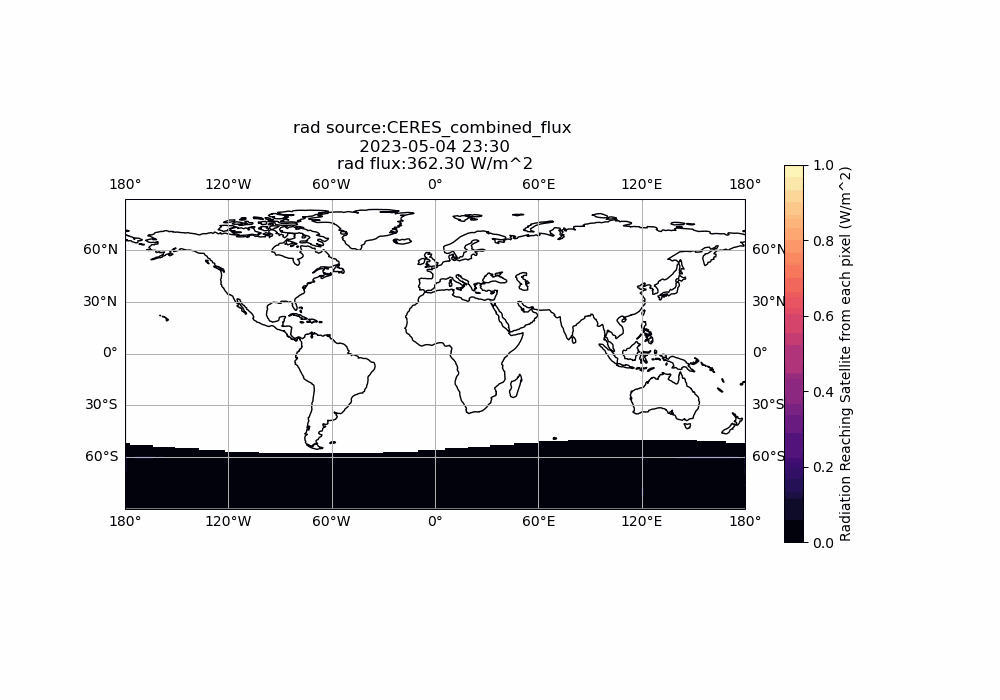 rad source:CERES_combined_flux
2023-05-04 23:30
rad flux:362.30 W/m^2
180° 120°W 60°W 0° 60°E 120°E 180°
60°N 60°N
30°N 30°N
0° 0°
30°S 30°S
60°S 60°S
180° 120°W 60°W 0° 60°E 120°E 180°
1.0
0.8
0.6
0.4
0.2
0.0
Radiation Reaching Satellite from each pixel (W/m^2)